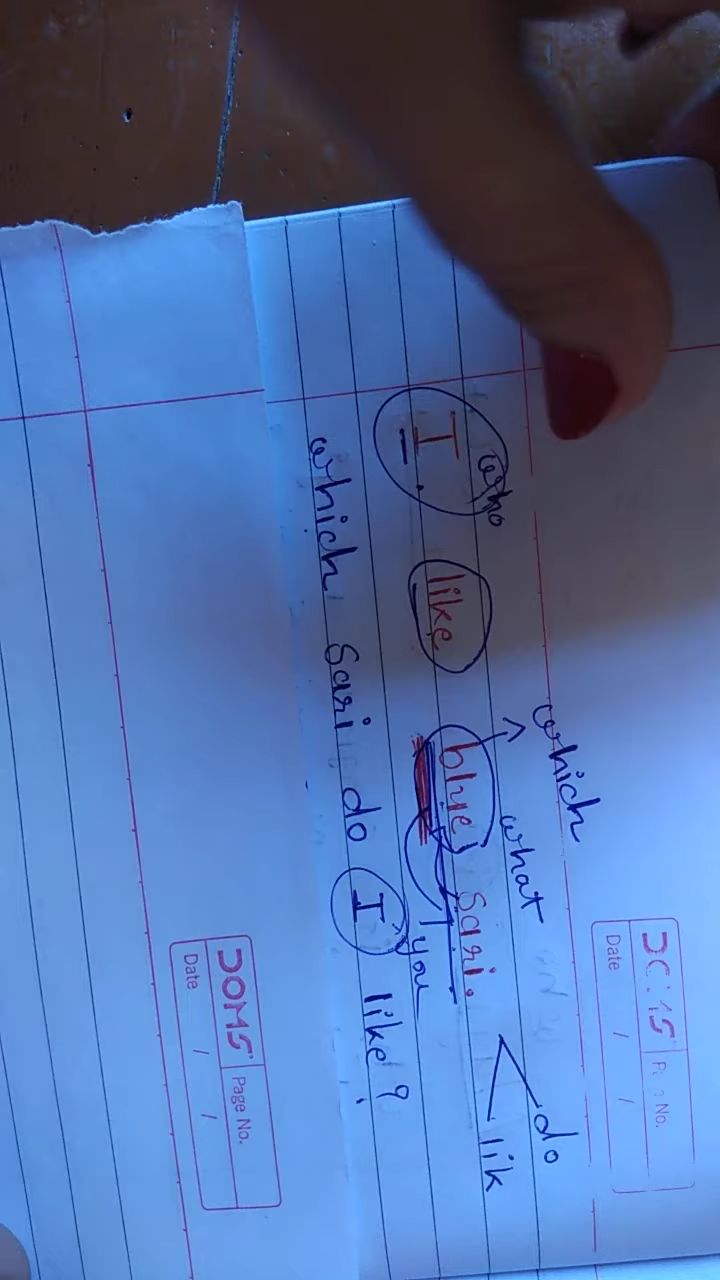 DOMS Page No.
Date / /
which
do
who what
I. like blue sari. lik
you
which sari do I like?
DOMS Page No.
Date / /